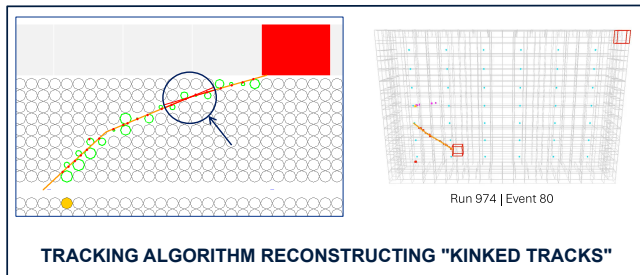 Run 974 | Event 80
TRACKING ALGORITHM RECONSTRUCTING "KINKED TRACKS"